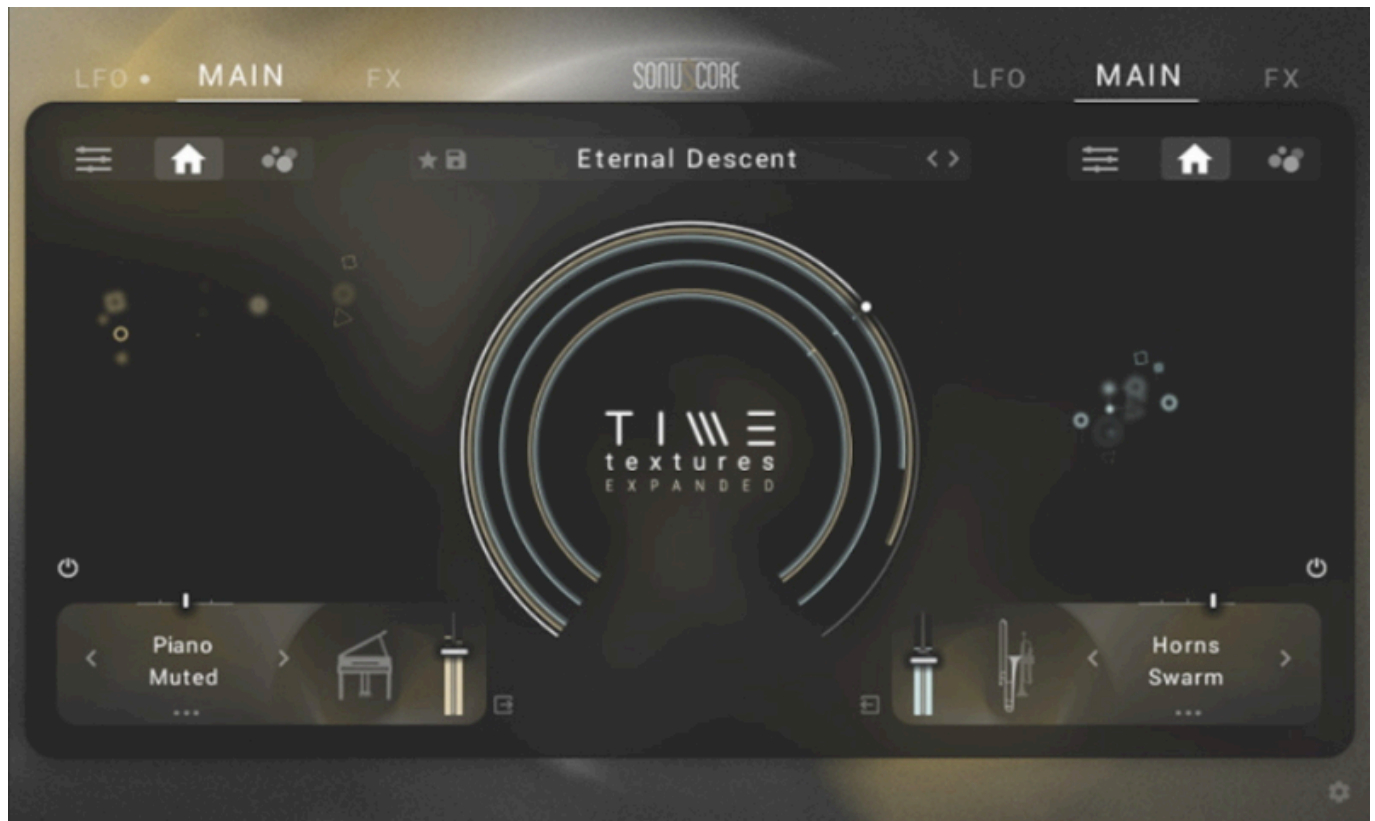 LFO MAIN FX SONUSCORE LFO MAIN FX
Eternal Descent
TIME
textures
EXPANDED
Piano
Muted
Horns
Swarm